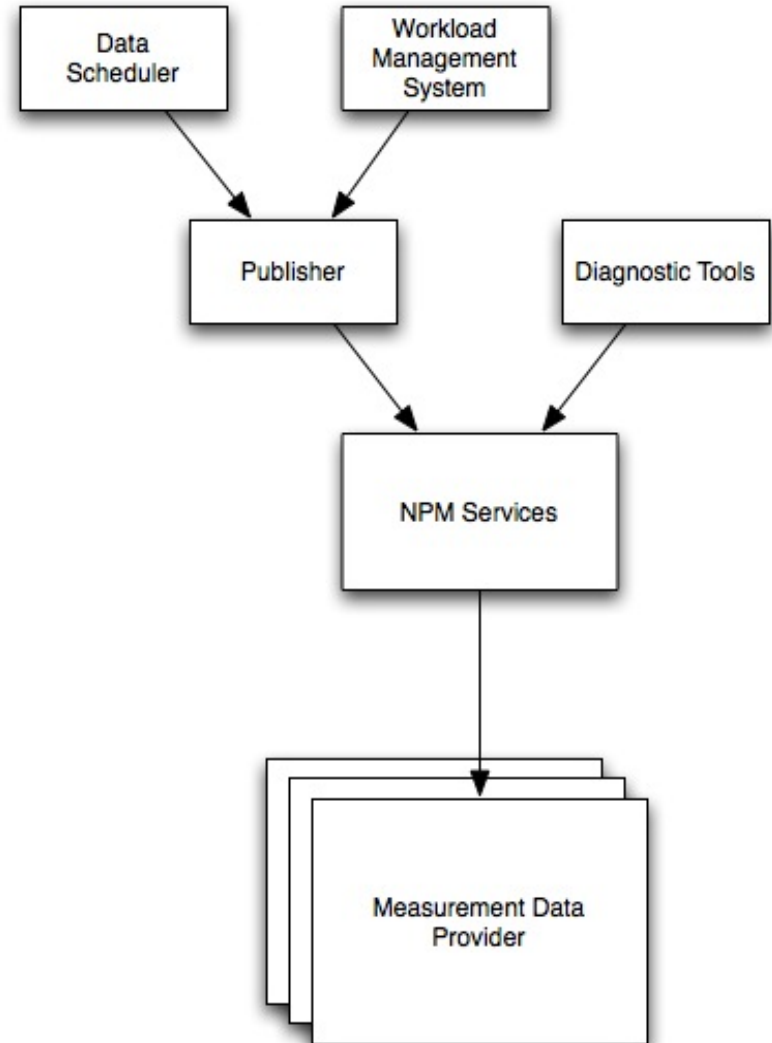 Data
Scheduler
Workload
Management
System
Publisher
Diagnostic Tools
NPM Services
Measurement Data
Provider